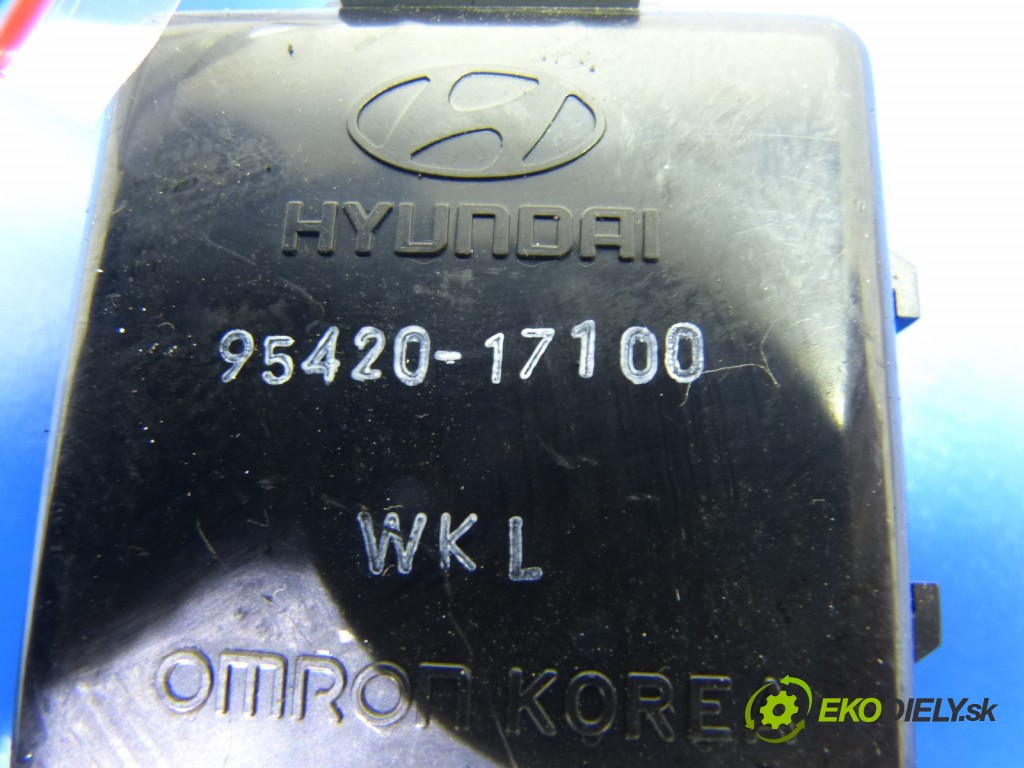 HYUNDAI
95420-17100
WKL
OMRON KOREA
EKODIELY.sk